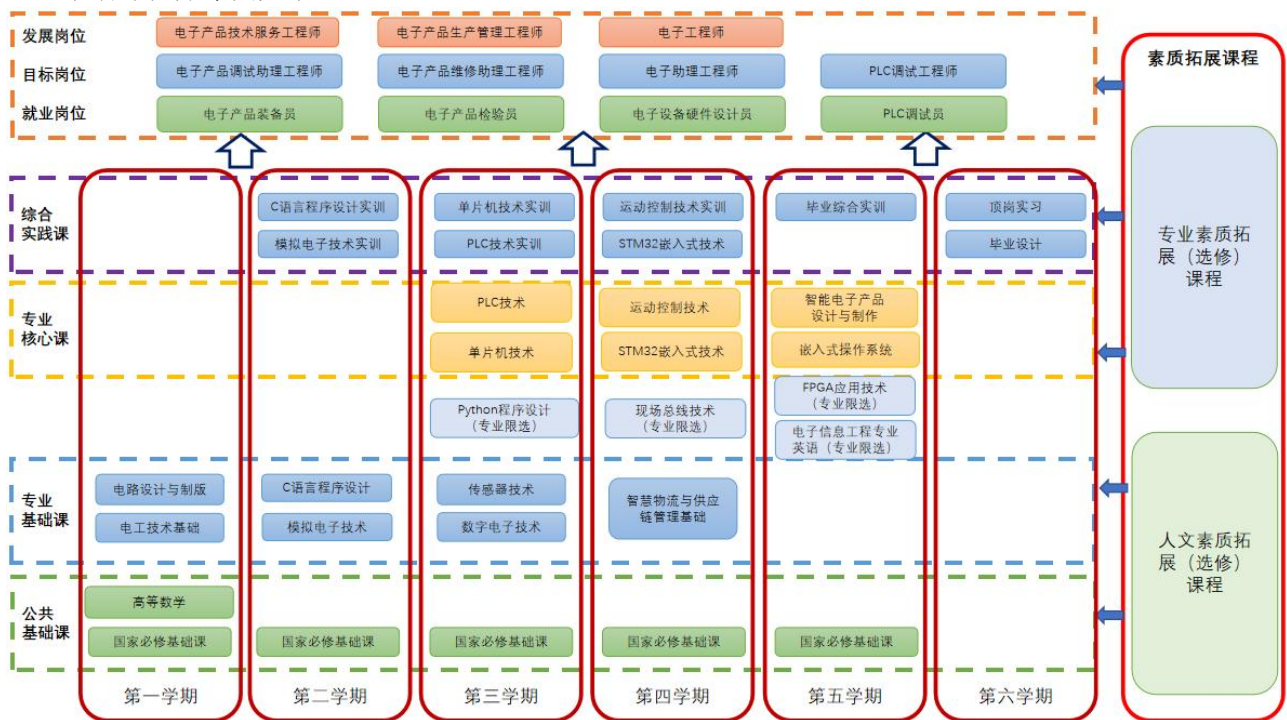 发展岗位
电子产品技术服务工程师
电子产品生产管理工程师
电子工程师
目标岗位
电子产品调试助理工程师
电子产品维修助理工程师
电子助理工程师
PLC调试工程师
就业岗位
电子产品装备员
电子产品检验员
电子设备硬件设计员
PLC调试员
综合
实践课
C语言程序设计实训
单片机技术实训
运动控制技术实训
毕业综合实训
顶岗实习
模拟电子技术实训
PLC技术实训
STM32嵌入式技术
毕业设计
专业
核心课
PLC技术
运动控制技术
智能电子产品
设计与制作
单片机技术
STM32嵌入式技术
嵌入式操作系统
Python程序设计
（专业限选）
现场总线技术
（专业限选）
FPGA应用技术
（专业限选）
电子信息工程专业
英语（专业限选）
专业
基础课
电路设计与制版
C语言程序设计
传感器技术
智慧物流与供应
链管理基础
电工技术基础
模拟电子技术
数字电子技术
公共
基础课
高等数学
国家必修基础课
国家必修基础课
国家必修基础课
国家必修基础课
国家必修基础课
第一学期
第二学期
第三学期
第四学期
第五学期
第六学期
素质拓展课程
专业素质拓
展（选修）
课程
人文素质拓
展（选修）
课程